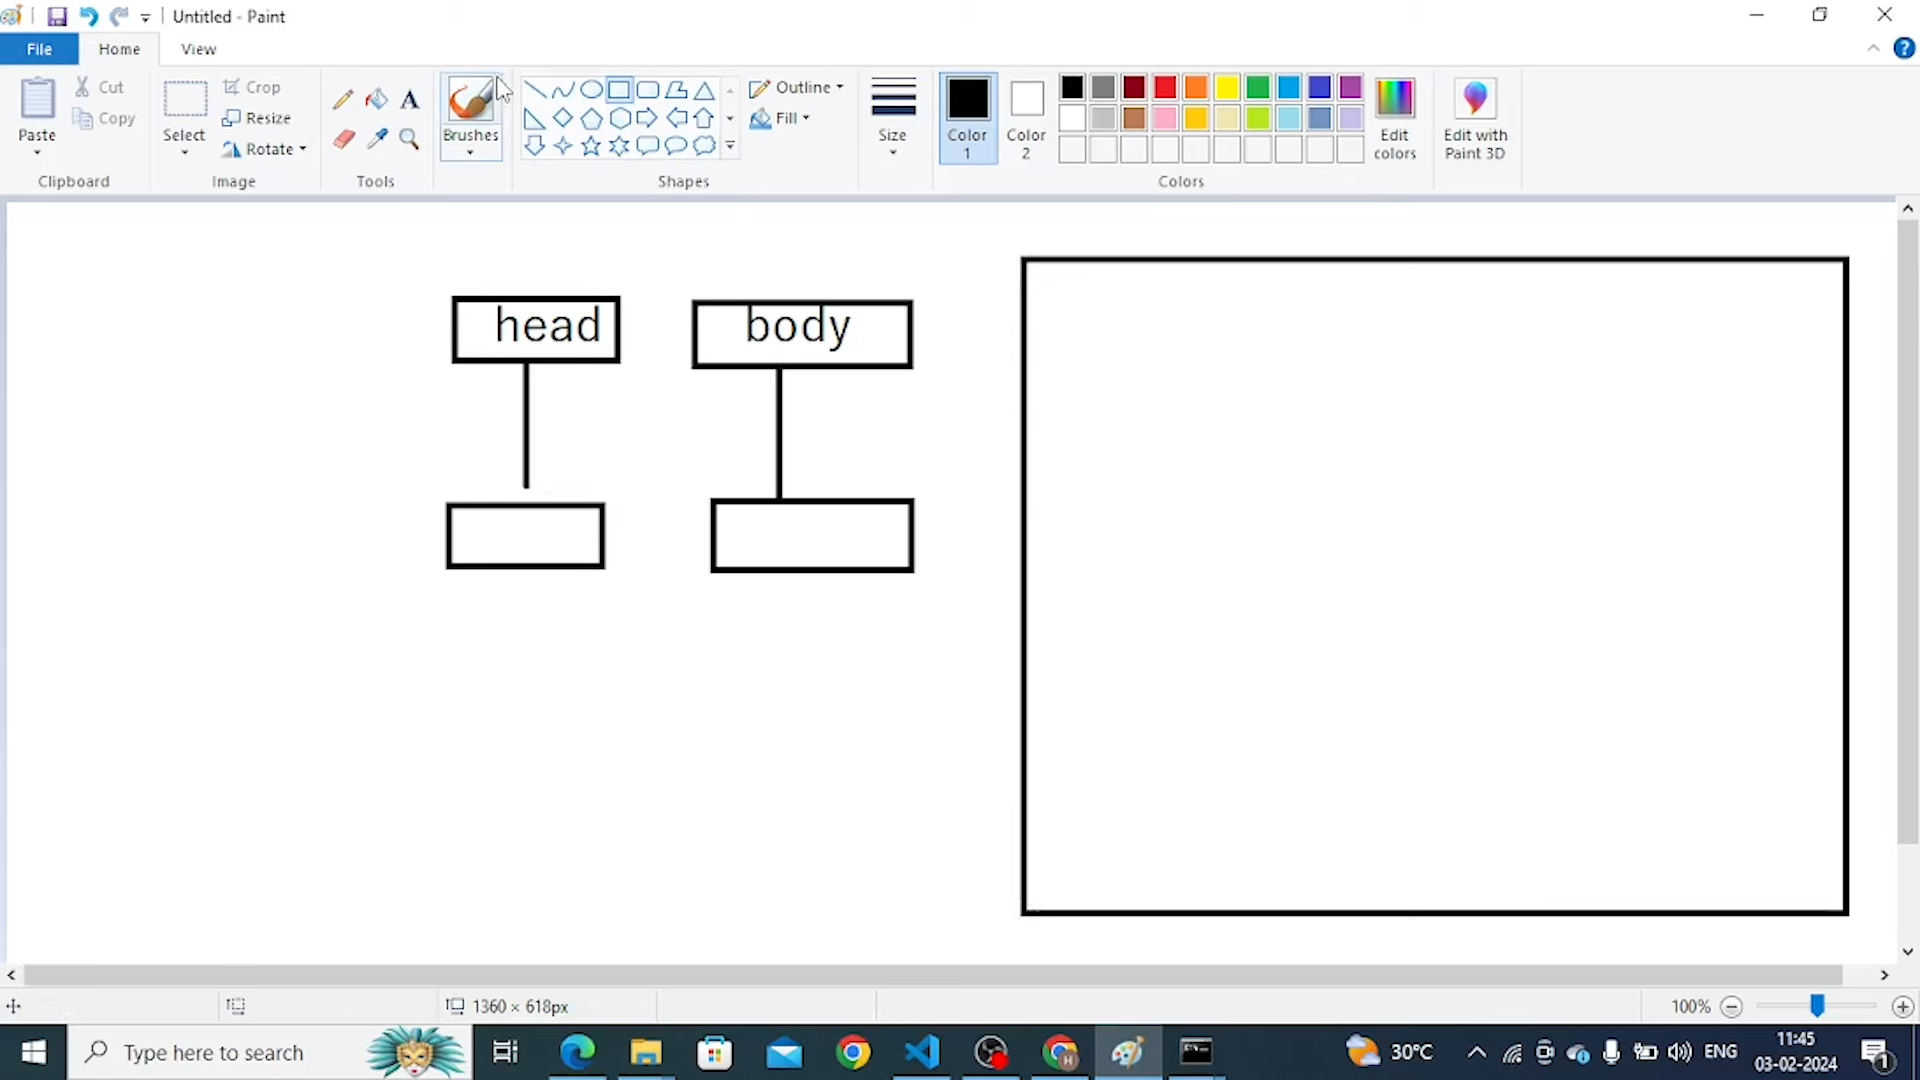 Untitled - Paint
File Home View
Paste Cut Copy
Select Crop Resize Rotate
A
Brushes
Outline
Fill
Size
Color 1
Color 2
Edit colors
Edit with Paint 3D
Clipboard Image Tools Shapes Colors
head body
1360 × 618px 100%
Type here to search
30°C ENG 11:45
03-02-2024
1